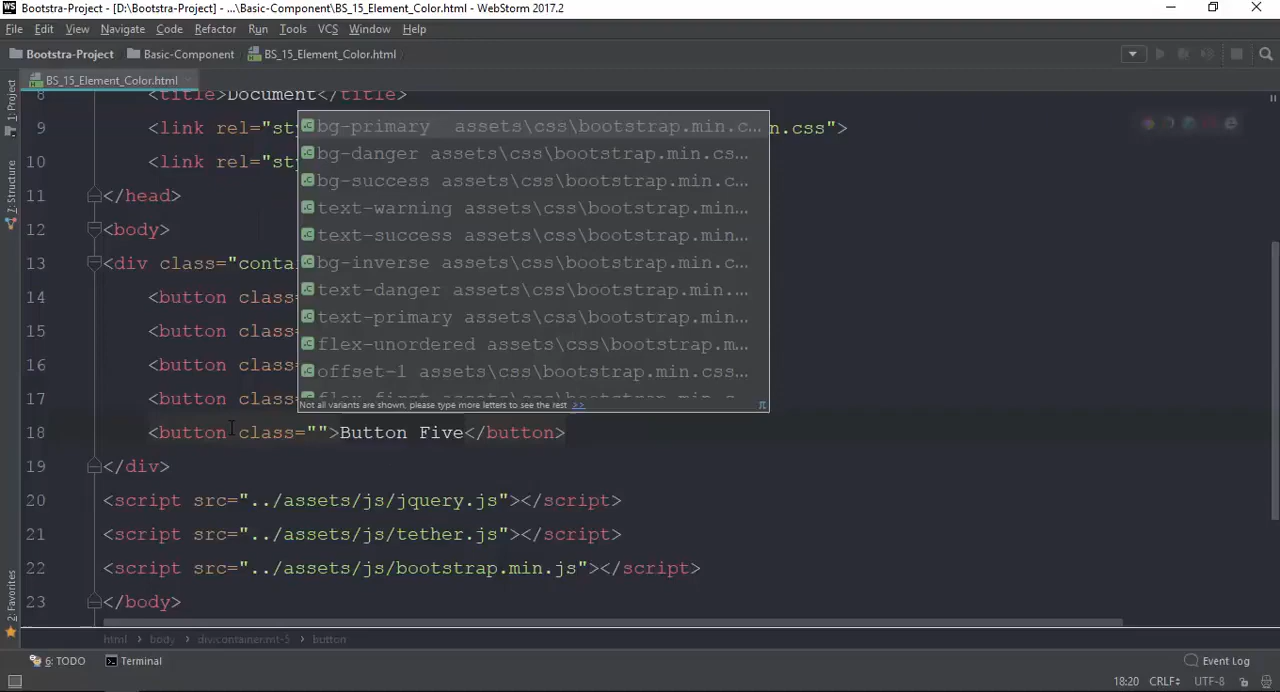 WS Bootstra-Project - [D:\Bootstra-Project] - ...\Basic-Component\BS_15_Element_Color.html - WebStorm 2017.2
File Edit View Navigate Code Refactor Run Tools VCS Window Help
Bootstra-Project Basic-Component BS_15_Element_Color.html
1: Project
BS_15_Element_Color.html
8 <title>Document</title>
bg-primary assets\css\bootstrap.min.c...
9 <link rel="st n.css">
bg-danger assets\css\bootstrap.min.cs...
10 <link rel="st
7: Structure
bg-success assets\css\bootstrap.min.c...
11 </head>
text-warning assets\css\bootstrap.min...
12 <body>
text-success assets\css\bootstrap.min...
13 <div class="conta
bg-inverse assets\css\bootstrap.min.c...
14 <button class=
text-danger assets\css\bootstrap.min....
text-primary assets\css\bootstrap.min...
15 <button class=
flex-unordered assets\css\bootstrap.m...
16 <button class=
offset-1 assets\css\bootstrap.min.css...
17 <button class=
Not all variants are shown, please type more letters to see the rest >> π
18 <button class="">Button Five</button>
19 </div>
20 <script src="../assets/js/jquery.js"></script>
21 <script src="../assets/js/tether.js"></script>
22 <script src="../assets/js/bootstrap.min.js"></script>
2: Favorites
23 </body>
html body div.container.mt-5 button
6: TODO Terminal Event Log
18:20 CRLF UTF-8